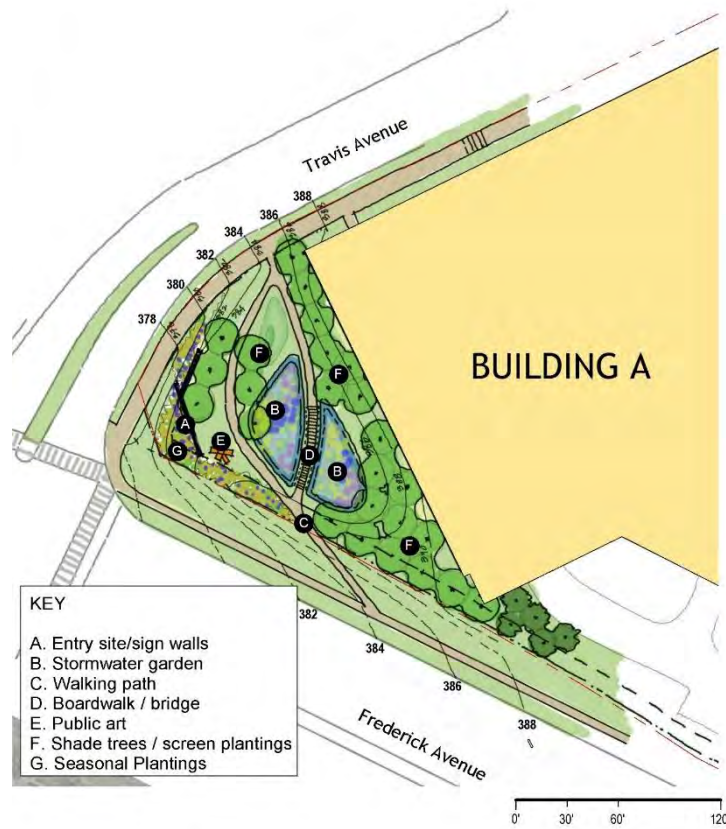 Travis Avenue
388
386
384
382
380
378
BUILDING A
F
F
B
A
E
D
B
G
C
F
KEY
A. Entry site/sign walls
B. Stormwater garden
C. Walking path
D. Boardwalk / bridge
E. Public art
F. Shade trees / screen plantings
G. Seasonal Plantings
382
384
386
388
Frederick Avenue
0' 30' 60' 120